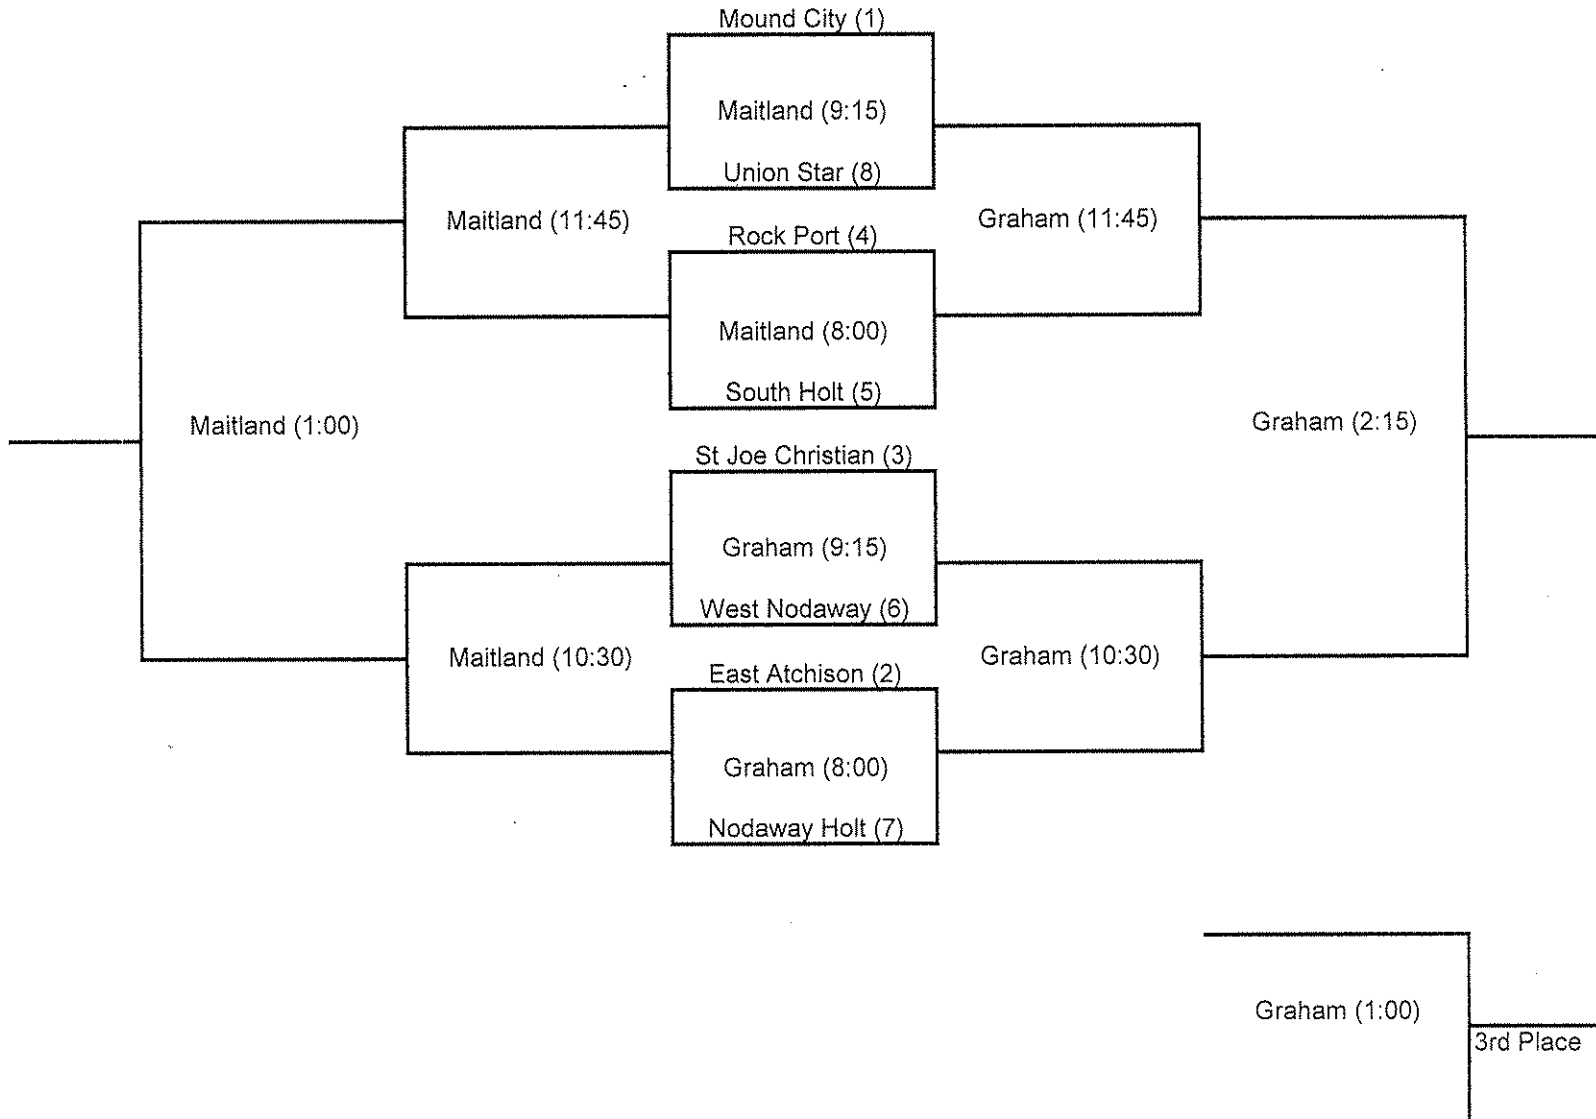 Mound City (1)
Maitland (9:15)
Union Star (8)
Maitland (11:45)
Graham (11:45)
Rock Port (4)
Maitland (8:00)
South Holt (5)
Maitland (1:00)
Graham (2:15)
St Joe Christian (3)
Graham (9:15)
West Nodaway (6)
Maitland (10:30)
Graham (10:30)
East Atchison (2)
Graham (8:00)
Nodaway Holt (7)
Graham (1:00)
3rd Place